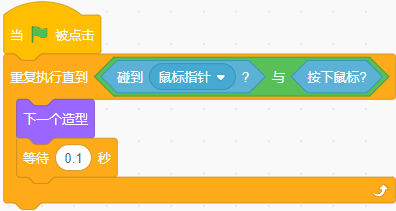 当 被点击
重复执行直到 碰到 鼠标指针 ? 与 按下鼠标?
下一个造型
等待 0.1 秒